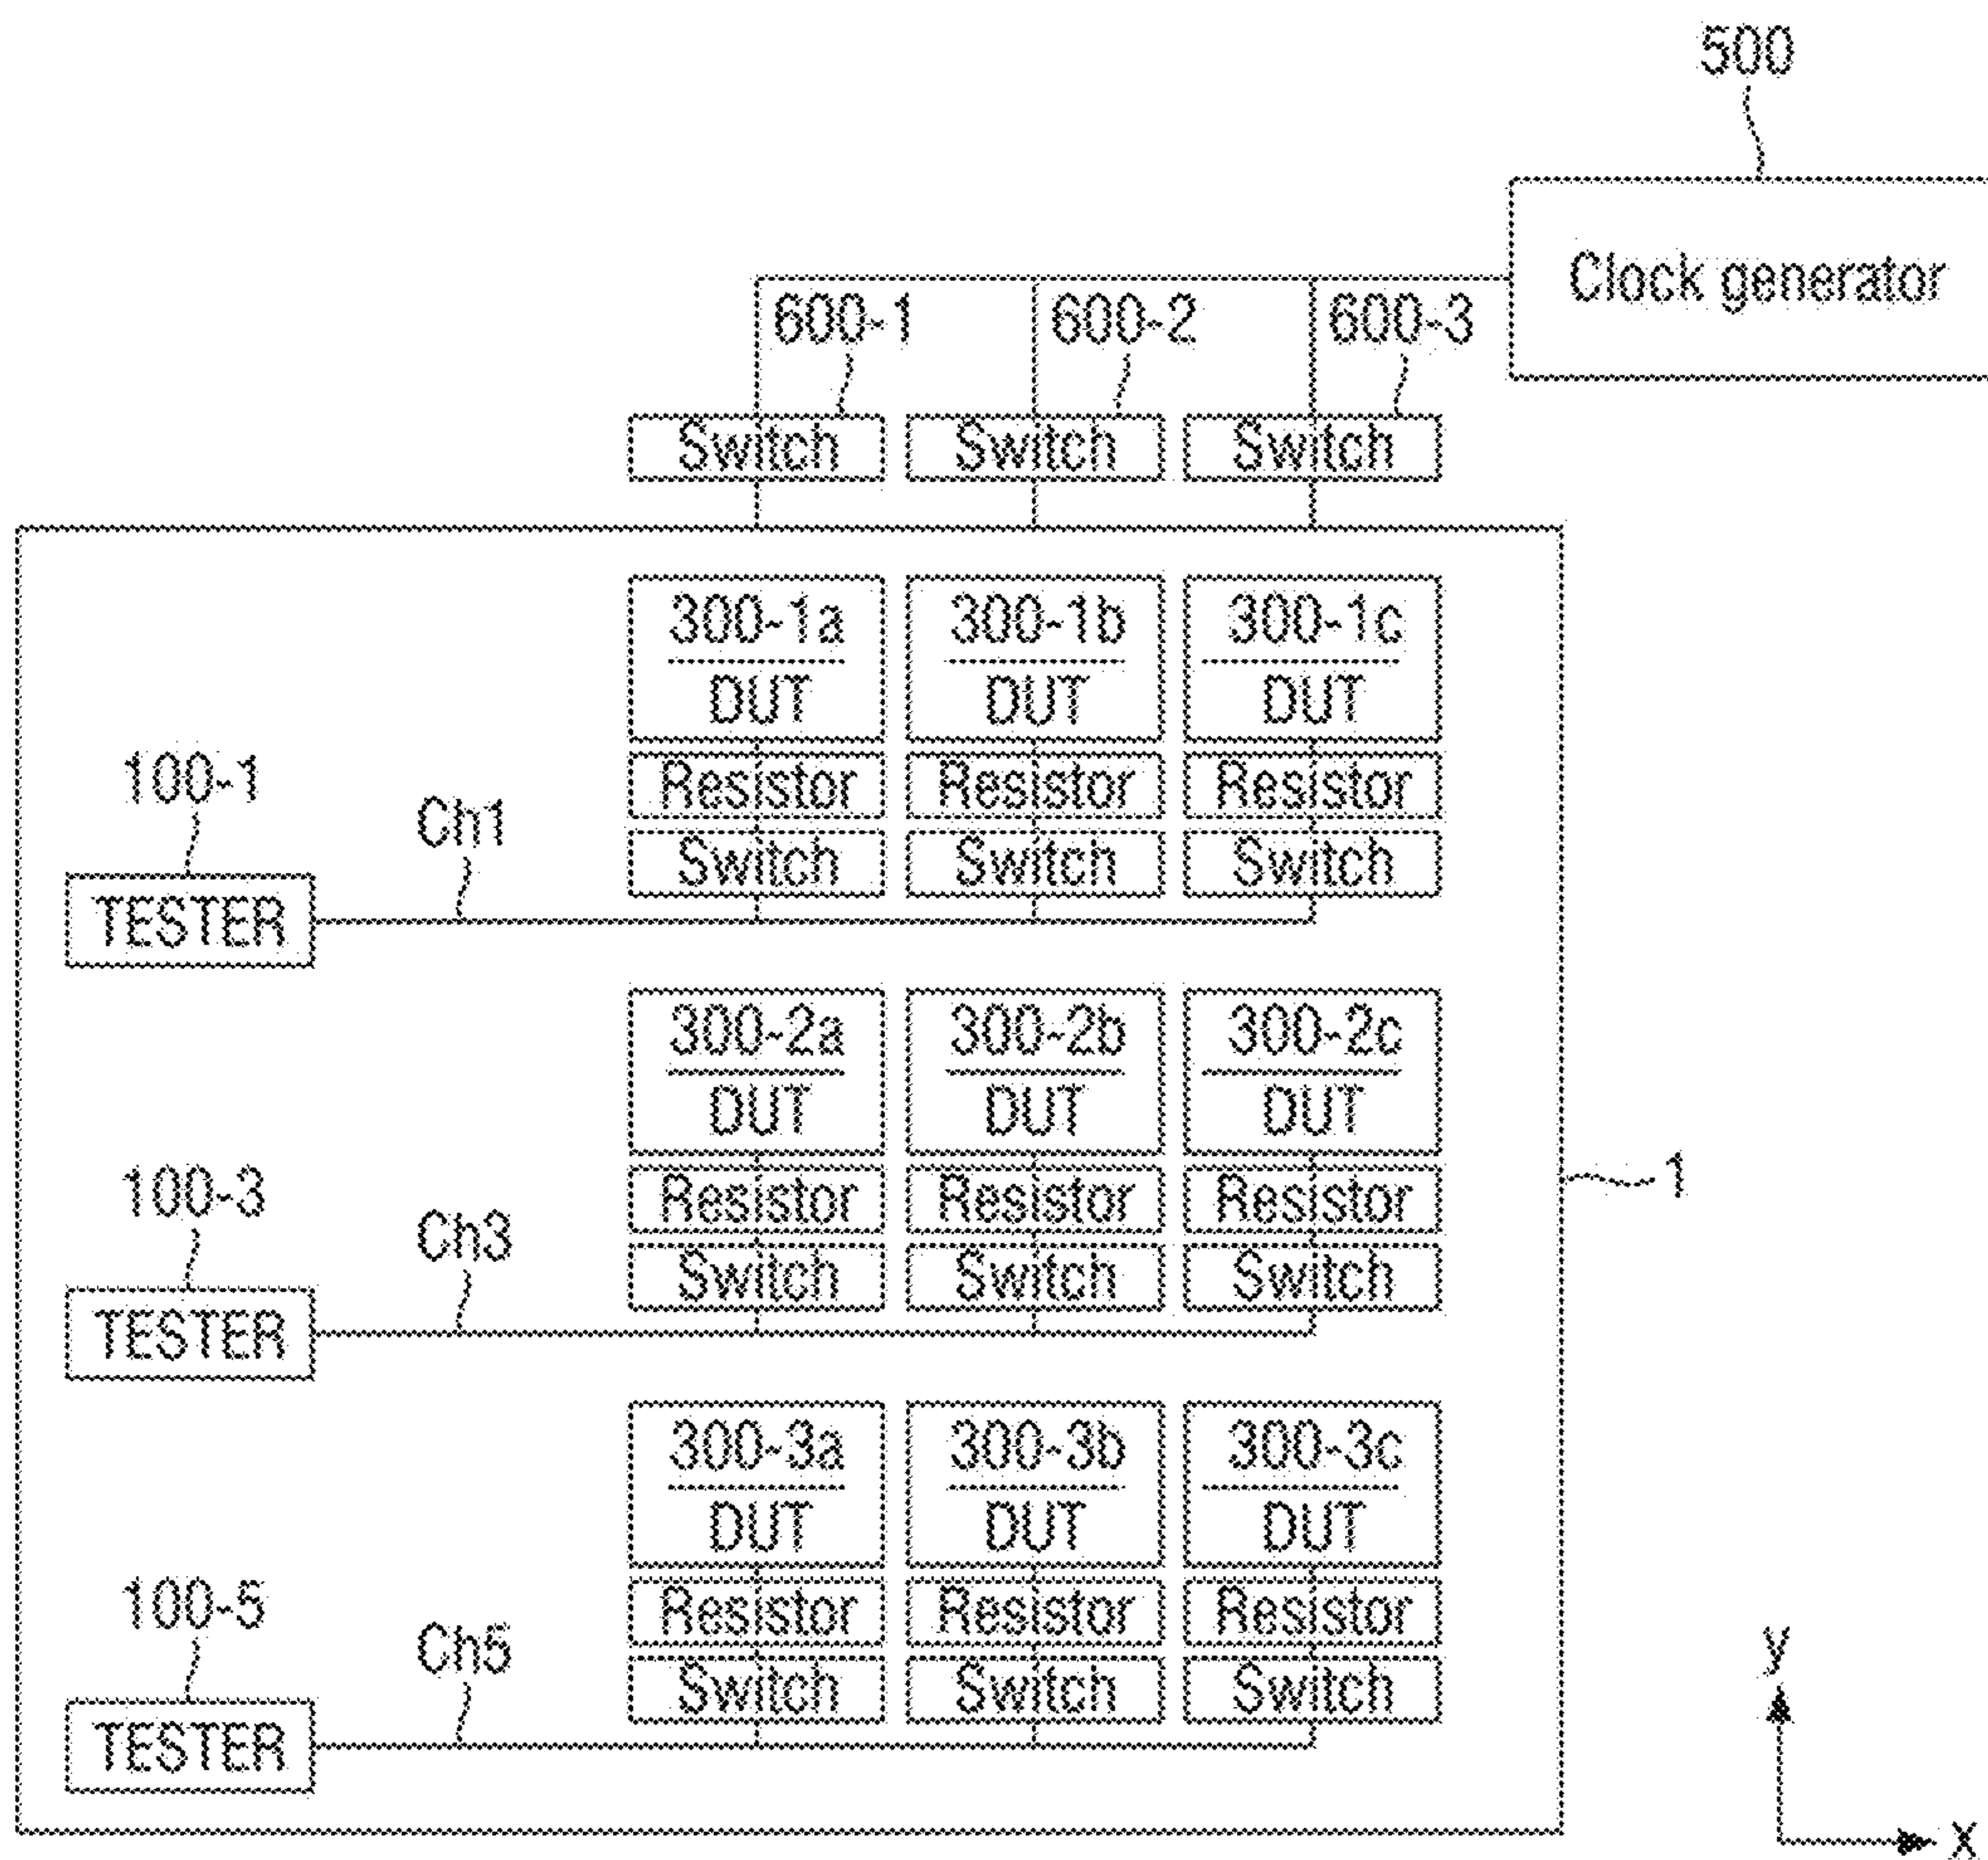 500
Clock generator
600-1 600-2 600-3
Switch Switch Switch
300-1a 300-1b 300-1c
DUT DUT DUT
100-1
Ch1
Resistor Resistor Resistor
Switch Switch Switch
TESTER
300-2a 300-2b 300-2c
DUT DUT DUT
1
100-3
Ch3
Resistor Resistor Resistor
Switch Switch Switch
TESTER
300-3a 300-3b 300-3c
DUT DUT DUT
100-5
Ch5
Resistor Resistor Resistor
Switch Switch Switch
TESTER
y
x